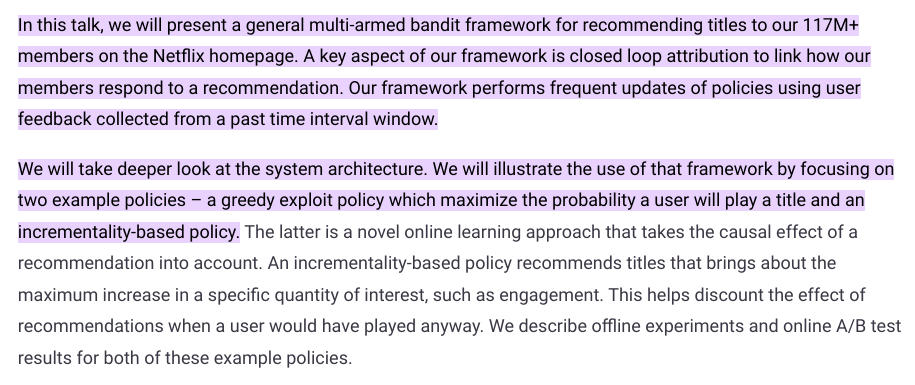 In this talk, we will present a general multi-armed bandit framework for recommending titles to our 117M+
members on the Netflix homepage. A key aspect of our framework is closed loop attribution to link how our
members respond to a recommendation. Our framework performs frequent updates of policies using user
feedback collected from a past time interval window.
We will take deeper look at the system architecture. We will illustrate the use of that framework by focusing on
two example policies – a greedy exploit policy which maximize the probability a user will play a title and an
incrementality-based policy. The latter is a novel online learning approach that takes the causal effect of a
recommendation into account. An incrementality-based policy recommends titles that brings about the
maximum increase in a specific quantity of interest, such as engagement. This helps discount the effect of
recommendations when a user would have played anyway. We describe offline experiments and online A/B test
results for both of these example policies.